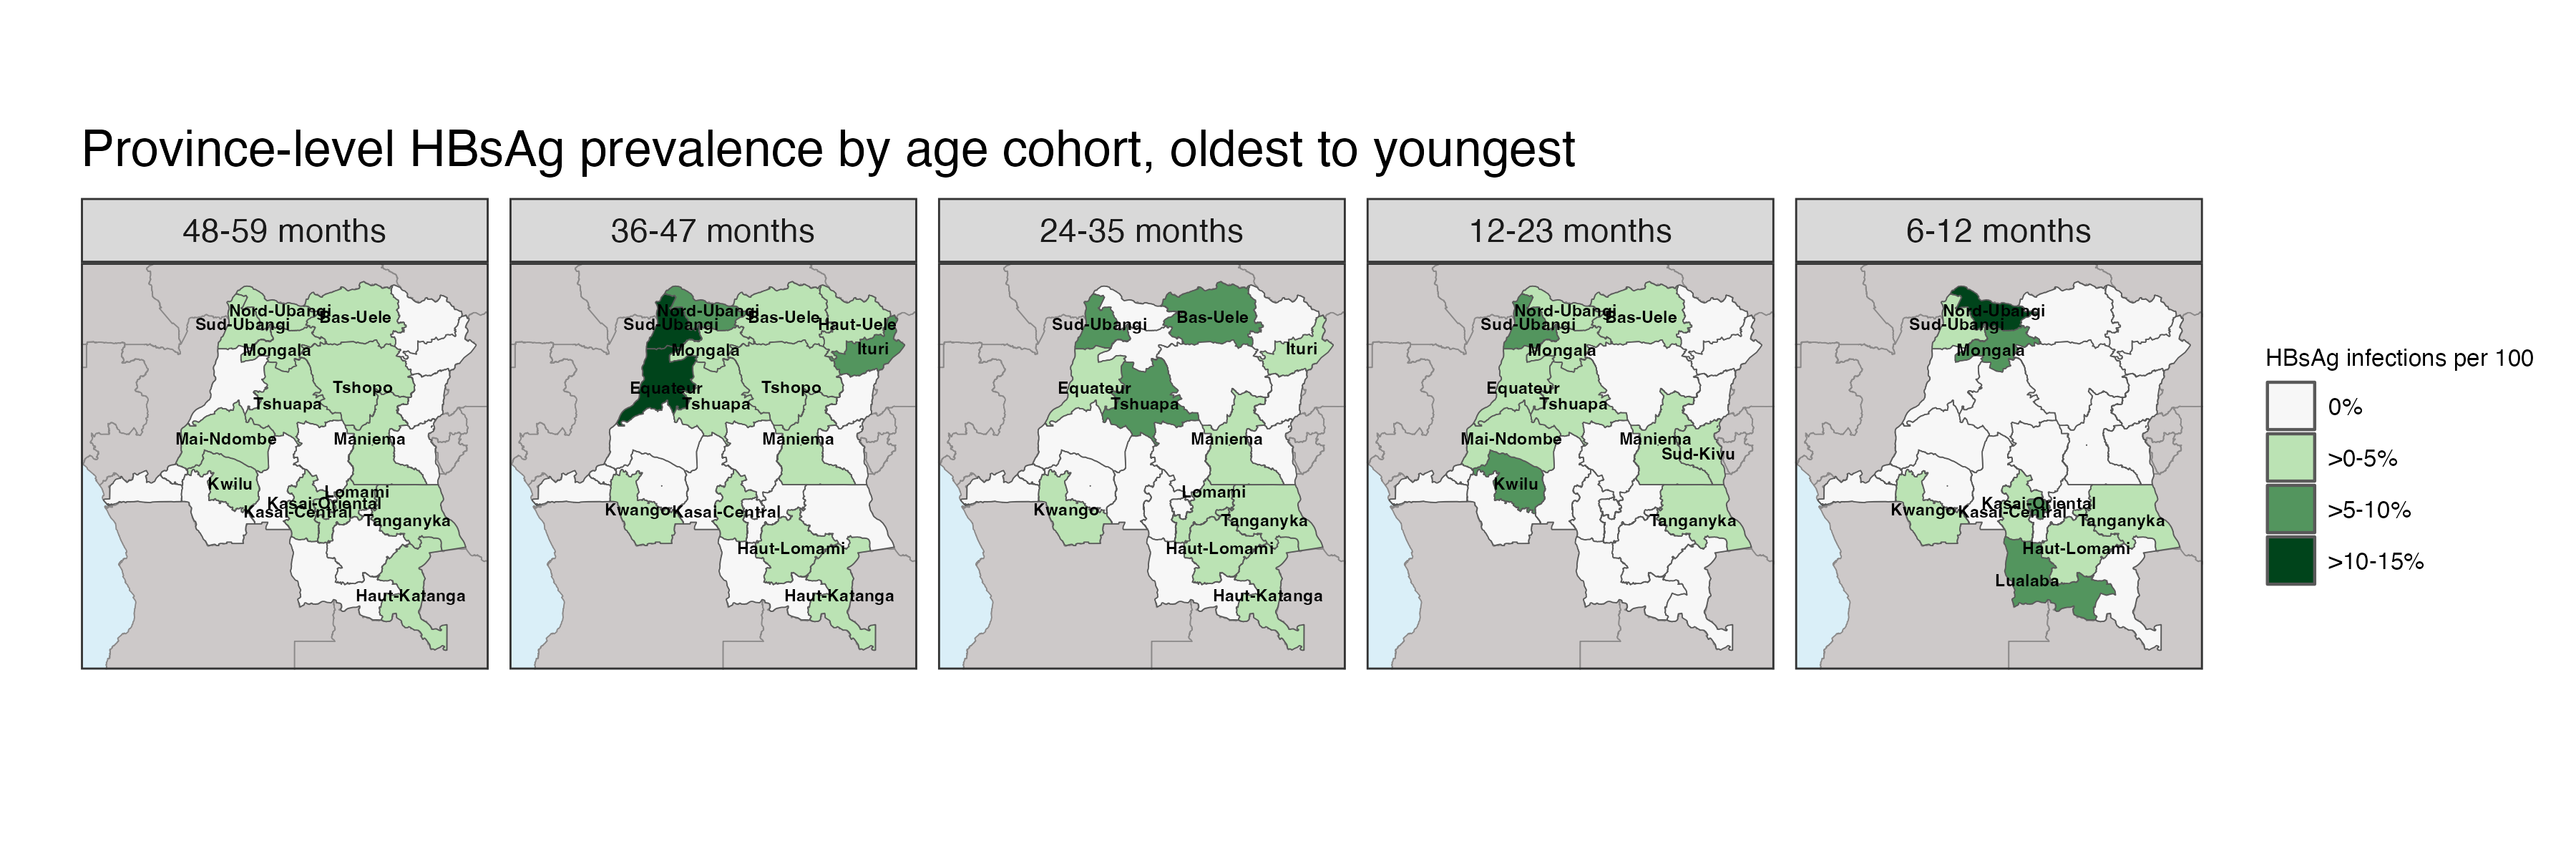 Province-level HBsAg prevalence by age cohort, oldest to youngest
48-59 months
36-47 months
24-35 months
12-23 months
6-12 months
Nord-Ubangi
Sud-Ubangi
Bas-Uele
Mongala
Tshopo
Tshuapa
Mai-Ndombe
Maniema
Kwilu
Lomami
Kasai-Oriental
Kasai-Central
Tanganyka
Haut-Katanga
Nord-Ubangi
Sud-Ubangi
Bas-Uele
Haut-Uele
Mongala
Ituri
Equateur
Tshopo
Tshuapa
Maniema
Kwango
Kasai-Central
Haut-Lomami
Haut-Katanga
Sud-Ubangi
Bas-Uele
Ituri
Equateur
Tshuapa
Maniema
Lomami
Kwango
Tanganyka
Haut-Lomami
Haut-Katanga
Nord-Ubangi
Sud-Ubangi
Bas-Uele
Mongala
Equateur
Tshuapa
Mai-Ndombe
Maniema
Sud-Kivu
Kwilu
Tanganyka
Nord-Ubangi
Sud-Ubangi
Mongala
Kasai-Oriental
Kwango
Kasai-Central
Tanganyka
Haut-Lomami
Lualaba
HBsAg infections per 100
0%
>0-5%
>5-10%
>10-15%